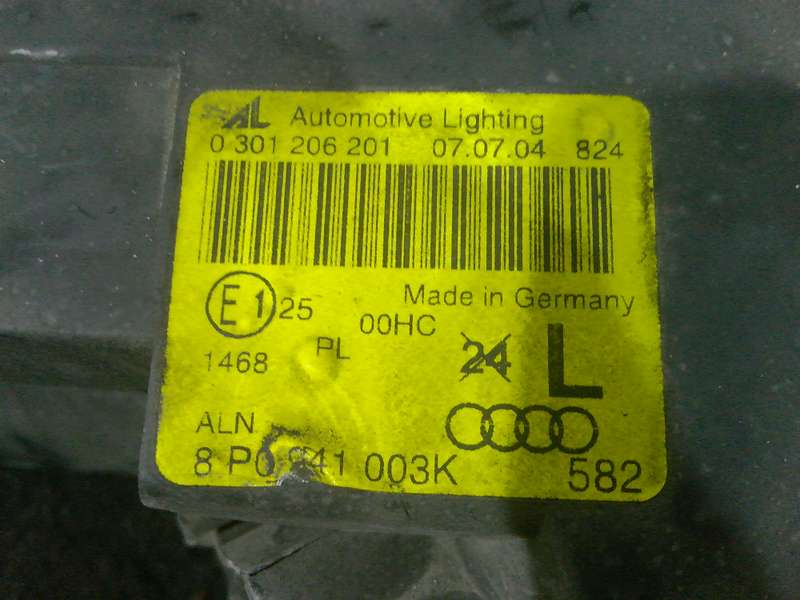 AL Automotive Lighting
0 301 206 201 07.07.04 824
Made in Germany
E1 25
00HC
1468 PL 24 L
ALN
8 P0 941 003K 582